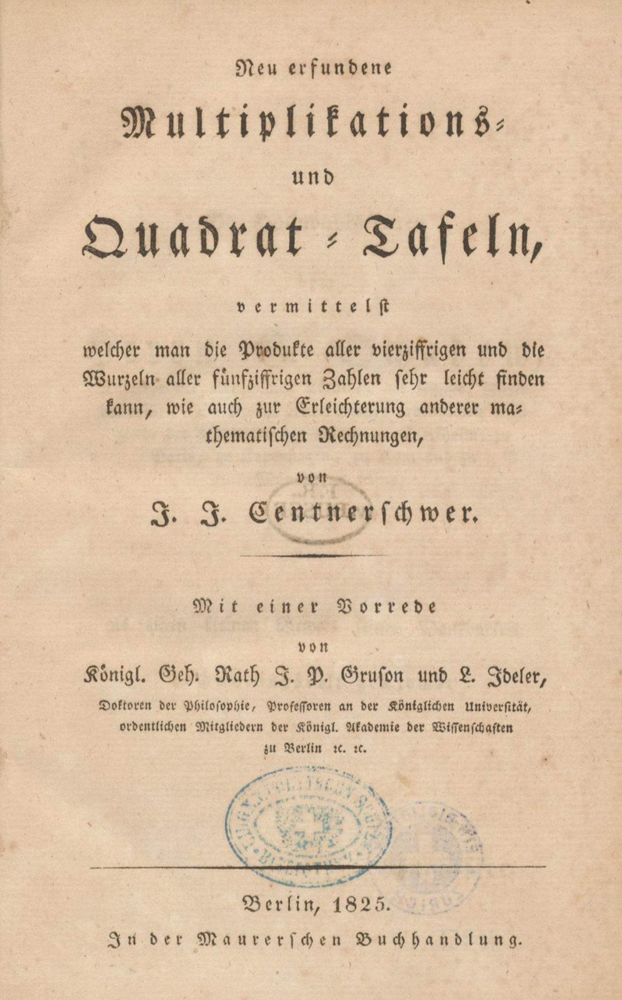 Neu erfundene
Multiplikations-
und
Quadrat-Tafeln,
vermittelst
welcher man die Produkte aller vierziffrigen und die
Wurzeln aller fünfziffrigen Zahlen sehr leicht finden
kann, wie auch zur Erleichterung anderer ma-
thematischen Rechnungen,
von
J. J. Centnerschwer.
Mit einer Vorrede
von
Königl. Geh. Rath J. P. Gruson und L. Ideler,
Doktoren der Philosophie, Professoren an der Königlichen Universität,
ordentlichen Mitgliedern der Königl. Akademie der Wissenschaften
zu Berlin ꝛc. ꝛc.
Berlin, 1825.
In der Maurerschen Buchhandlung.